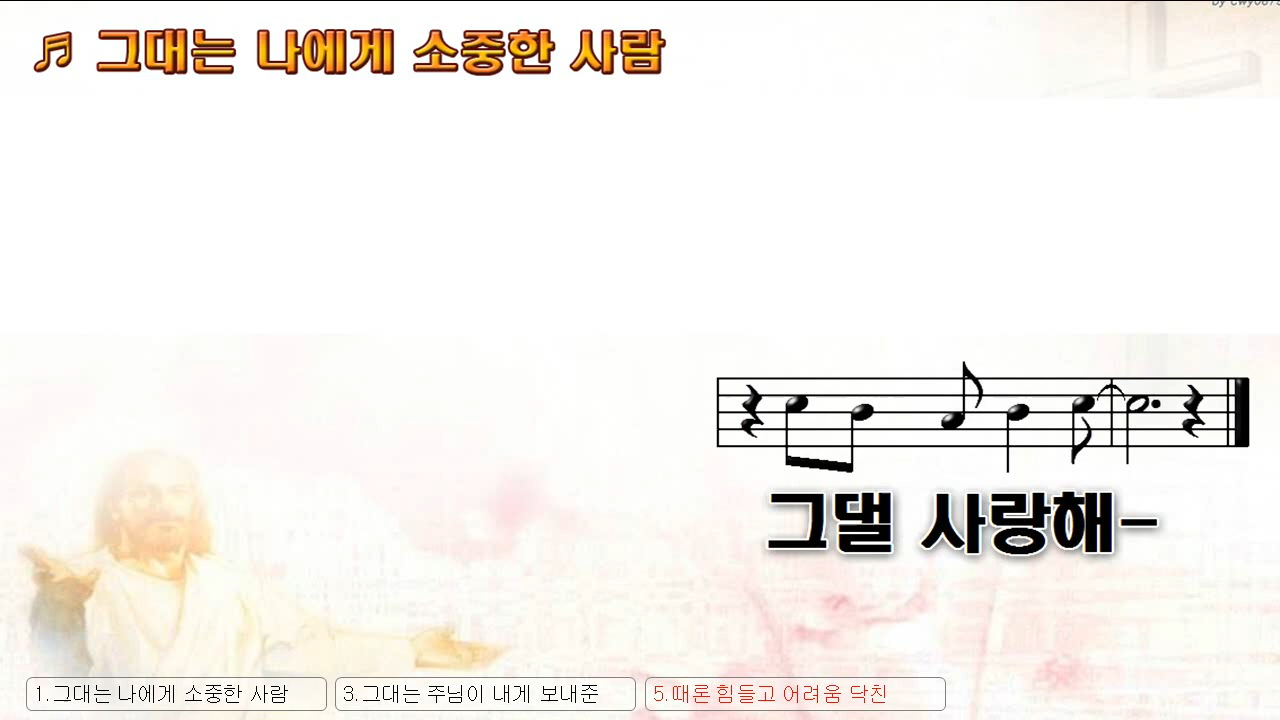 ♬ 그대는 나에게 소중한 사람
그댈 사랑해-
1.그대는 나에게 소중한 사람
3.그대는 주님이 내게 보내준
5.때론 힘들고 어려움 닥친